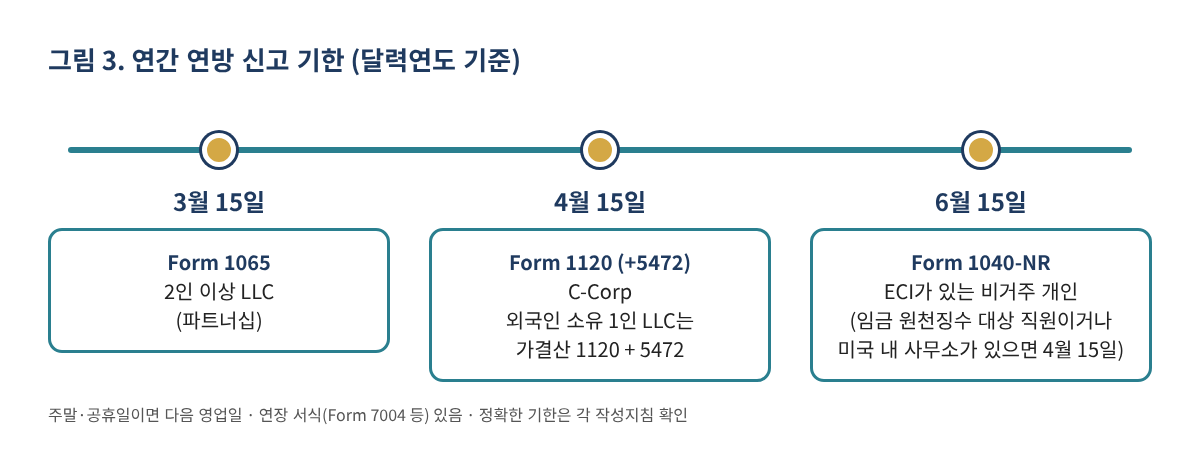 그림 3. 연간 연방 신고 기한 (달력연도 기준)
3월 15일
Form 1065
2인 이상 LLC
(파트너십)
4월 15일
Form 1120 (+5472)
C-Corp
외국인 소유 1인 LLC는
가결산 1120 + 5472
6월 15일
Form 1040-NR
ECI가 있는 비거주 개인
(임금 원천징수 대상 직원이거나
미국 내 사무소가 있으면 4월 15일)
주말·공휴일이면 다음 영업일 · 연장 서식(Form 7004 등) 있음 · 정확한 기한은 각 작성지침 확인